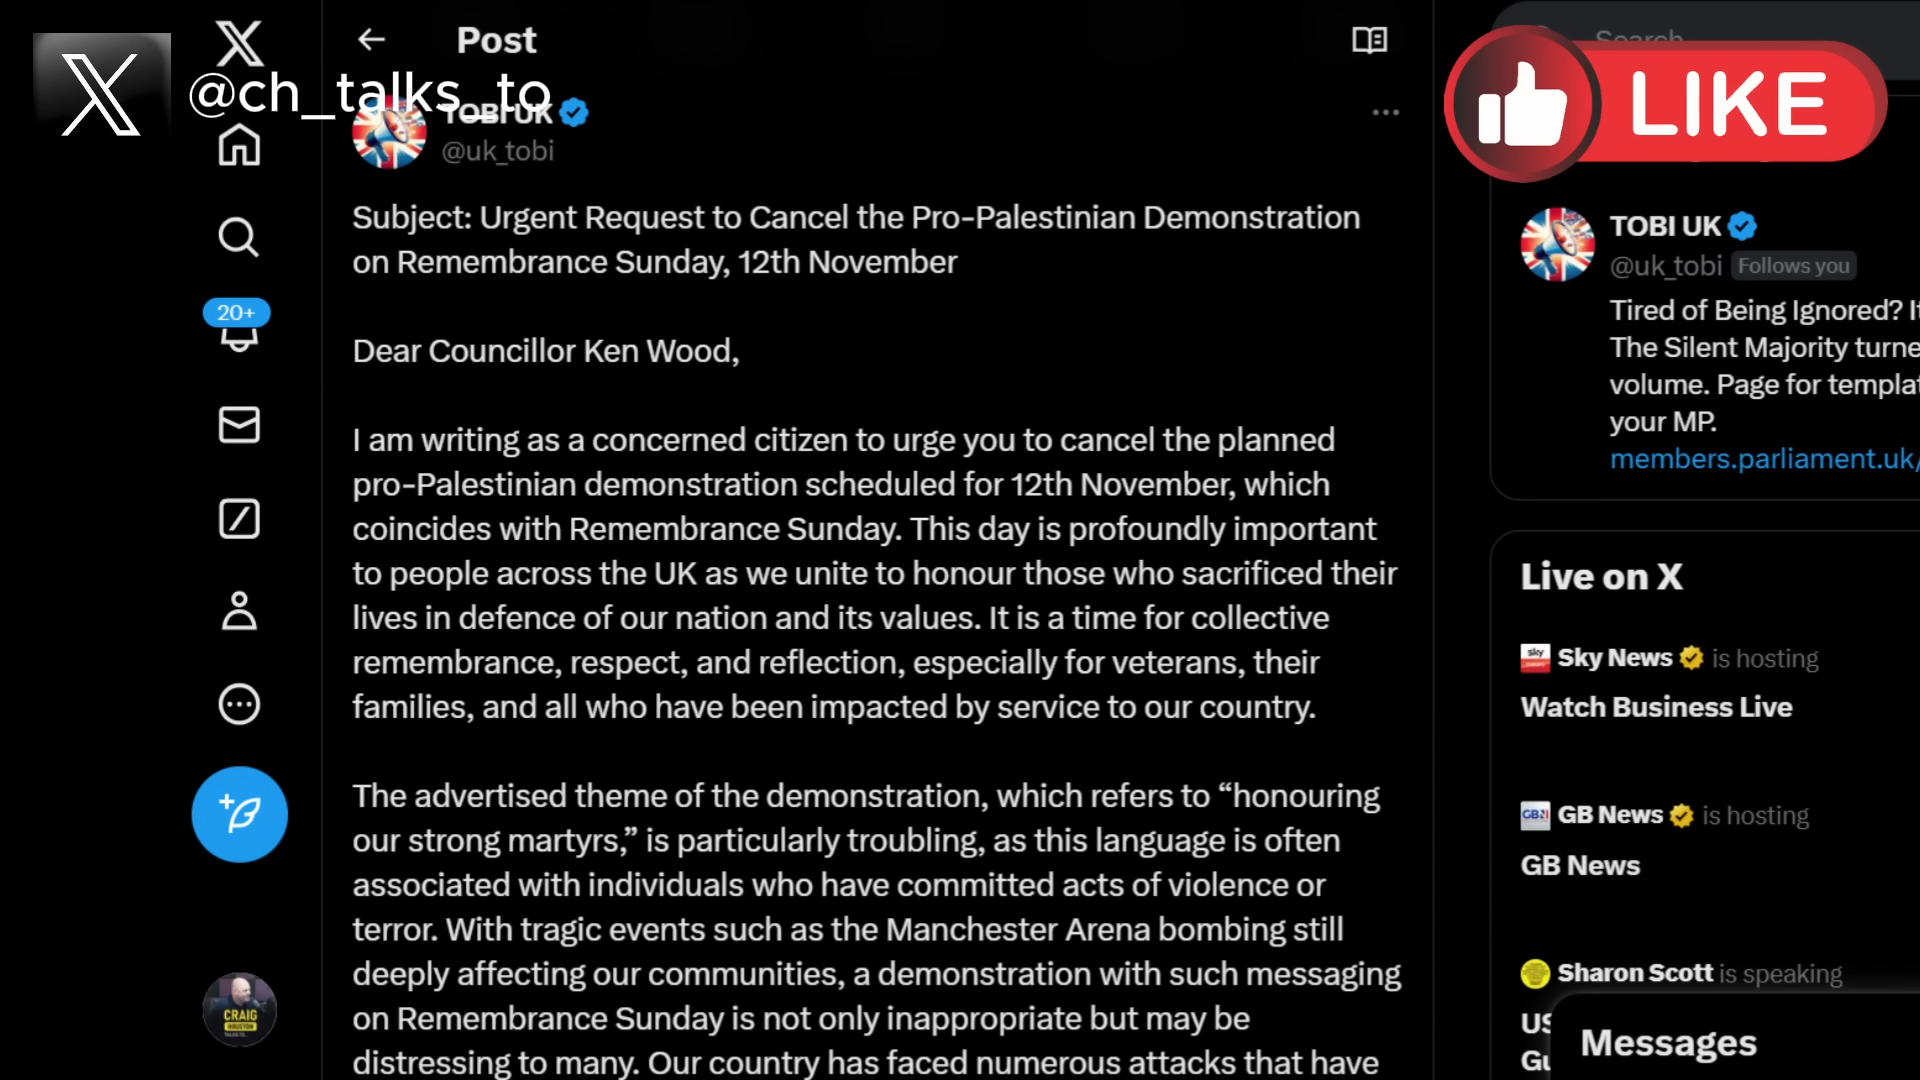 Post
Search
@ch_talks_to
LIKE
TOBI UK
@uk_tobi
Subject: Urgent Request to Cancel the Pro-Palestinian Demonstration
on Remembrance Sunday, 12th November
Dear Councillor Ken Wood,
I am writing as a concerned citizen to urge you to cancel the planned
pro-Palestinian demonstration scheduled for 12th November, which
coincides with Remembrance Sunday. This day is profoundly important
to people across the UK as we unite to honour those who sacrificed their
lives in defence of our nation and its values. It is a time for collective
remembrance, respect, and reflection, especially for veterans, their
families, and all who have been impacted by service to our country.
The advertised theme of the demonstration, which refers to “honouring
our strong martyrs,” is particularly troubling, as this language is often
associated with individuals who have committed acts of violence or
terror. With tragic events such as the Manchester Arena bombing still
deeply affecting our communities, a demonstration with such messaging
on Remembrance Sunday is not only inappropriate but may be
distressing to many. Our country has faced numerous attacks that have
20+
CRAIG
HOUSTON
TOBI UK
@uk_tobi Follows you
Tired of Being Ignored?
The Silent Majority
volume. Page for
your MP.
members.parliament.uk/
Live on X
sky
Sky News is hosting
Watch Business Live
GBN
GB News is hosting
GB News
Sharon Scott is speaking
Messages